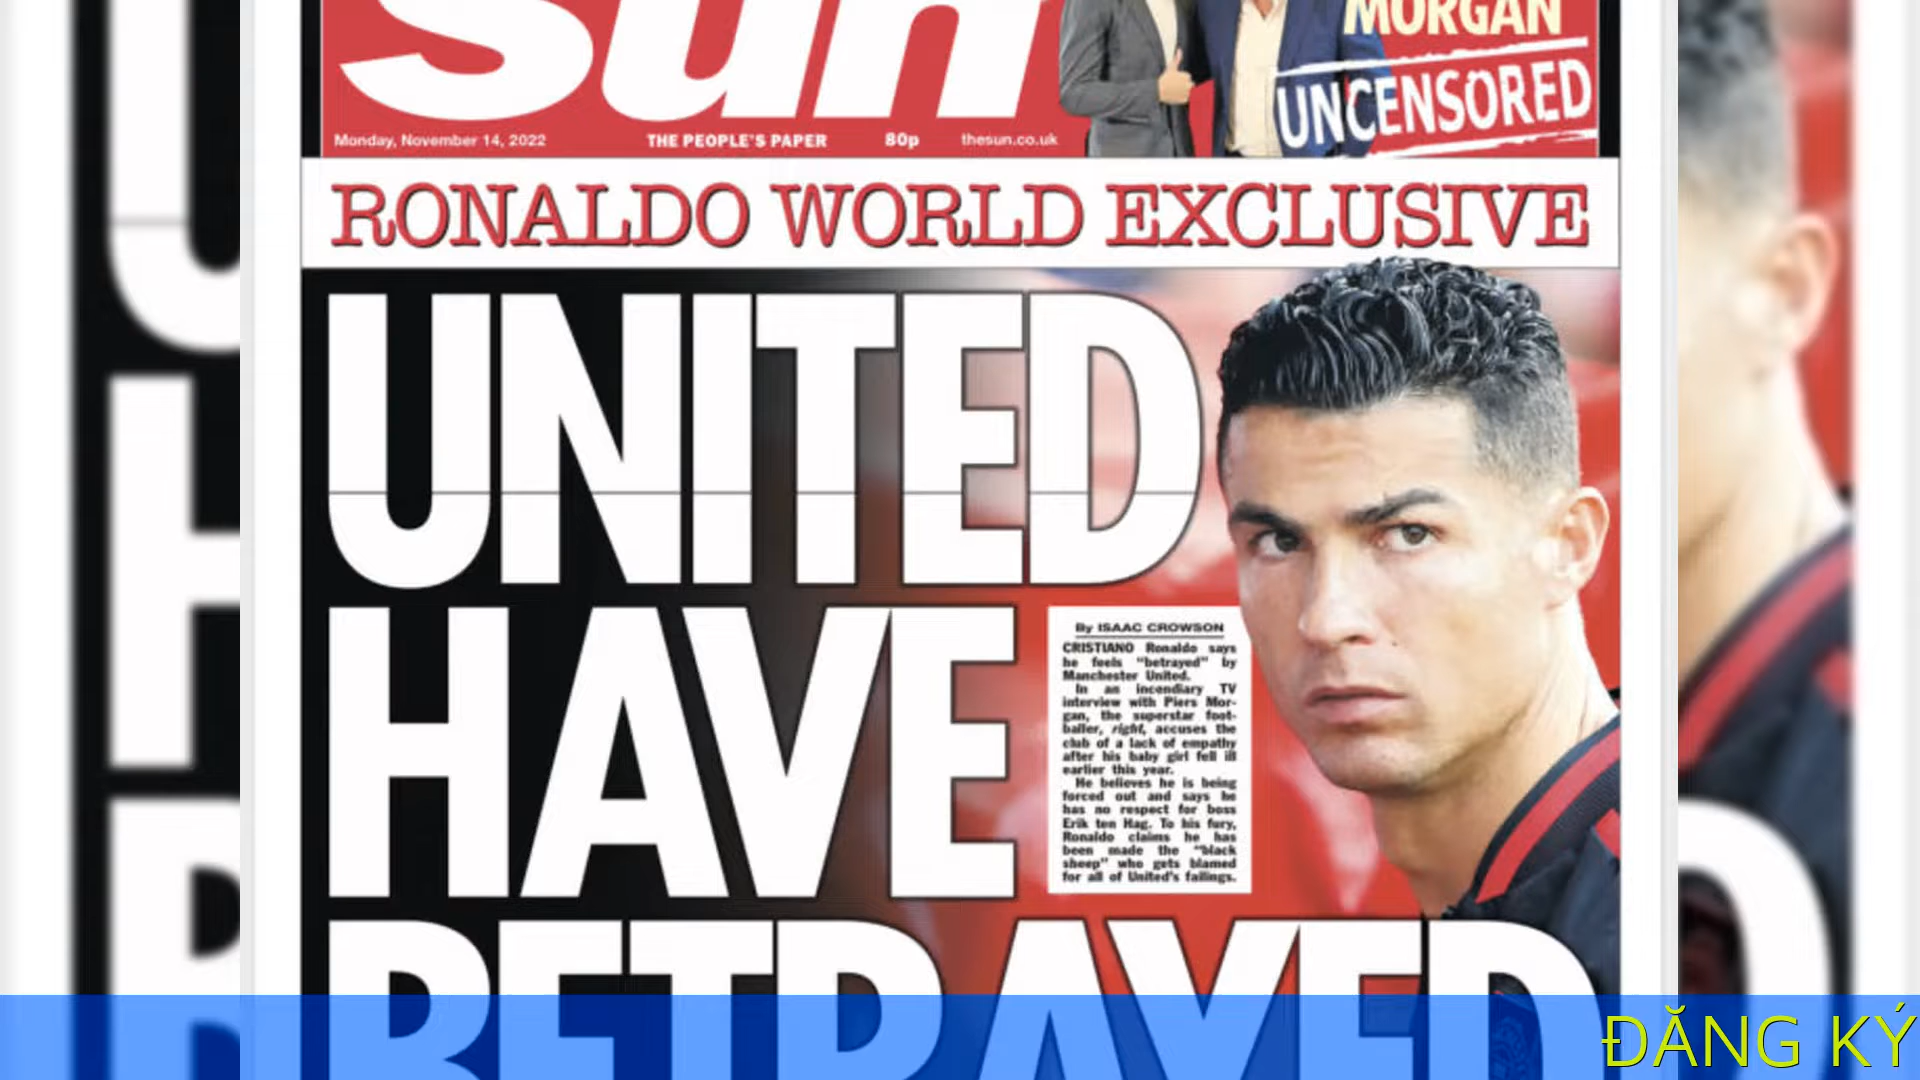 Sun
MORGAN
UNCENSORED
Monday, November 14, 2022 THE PEOPLE'S PAPER 80p thesun.co.uk
RONALDO WORLD EXCLUSIVE
UNITED
HAVE
By ISAAC CROWSON
CRISTIANO Ronaldo says
he feels "betrayed" by
Manchester United.
In an incendiary TV
interview with Piers Mor-
gan, the superstar foot-
baller, right, accuses the
club of a lack of empathy
after his baby girl fell ill
earlier this year.
He believes he is being
forced out and says he
has no respect for boss
Erik ten Hag. To his fury,
Ronaldo claims he has
been made the "black
sheep" who gets blamed
for all of United's failings.
BETRAYED
ĐĂNG KÝ